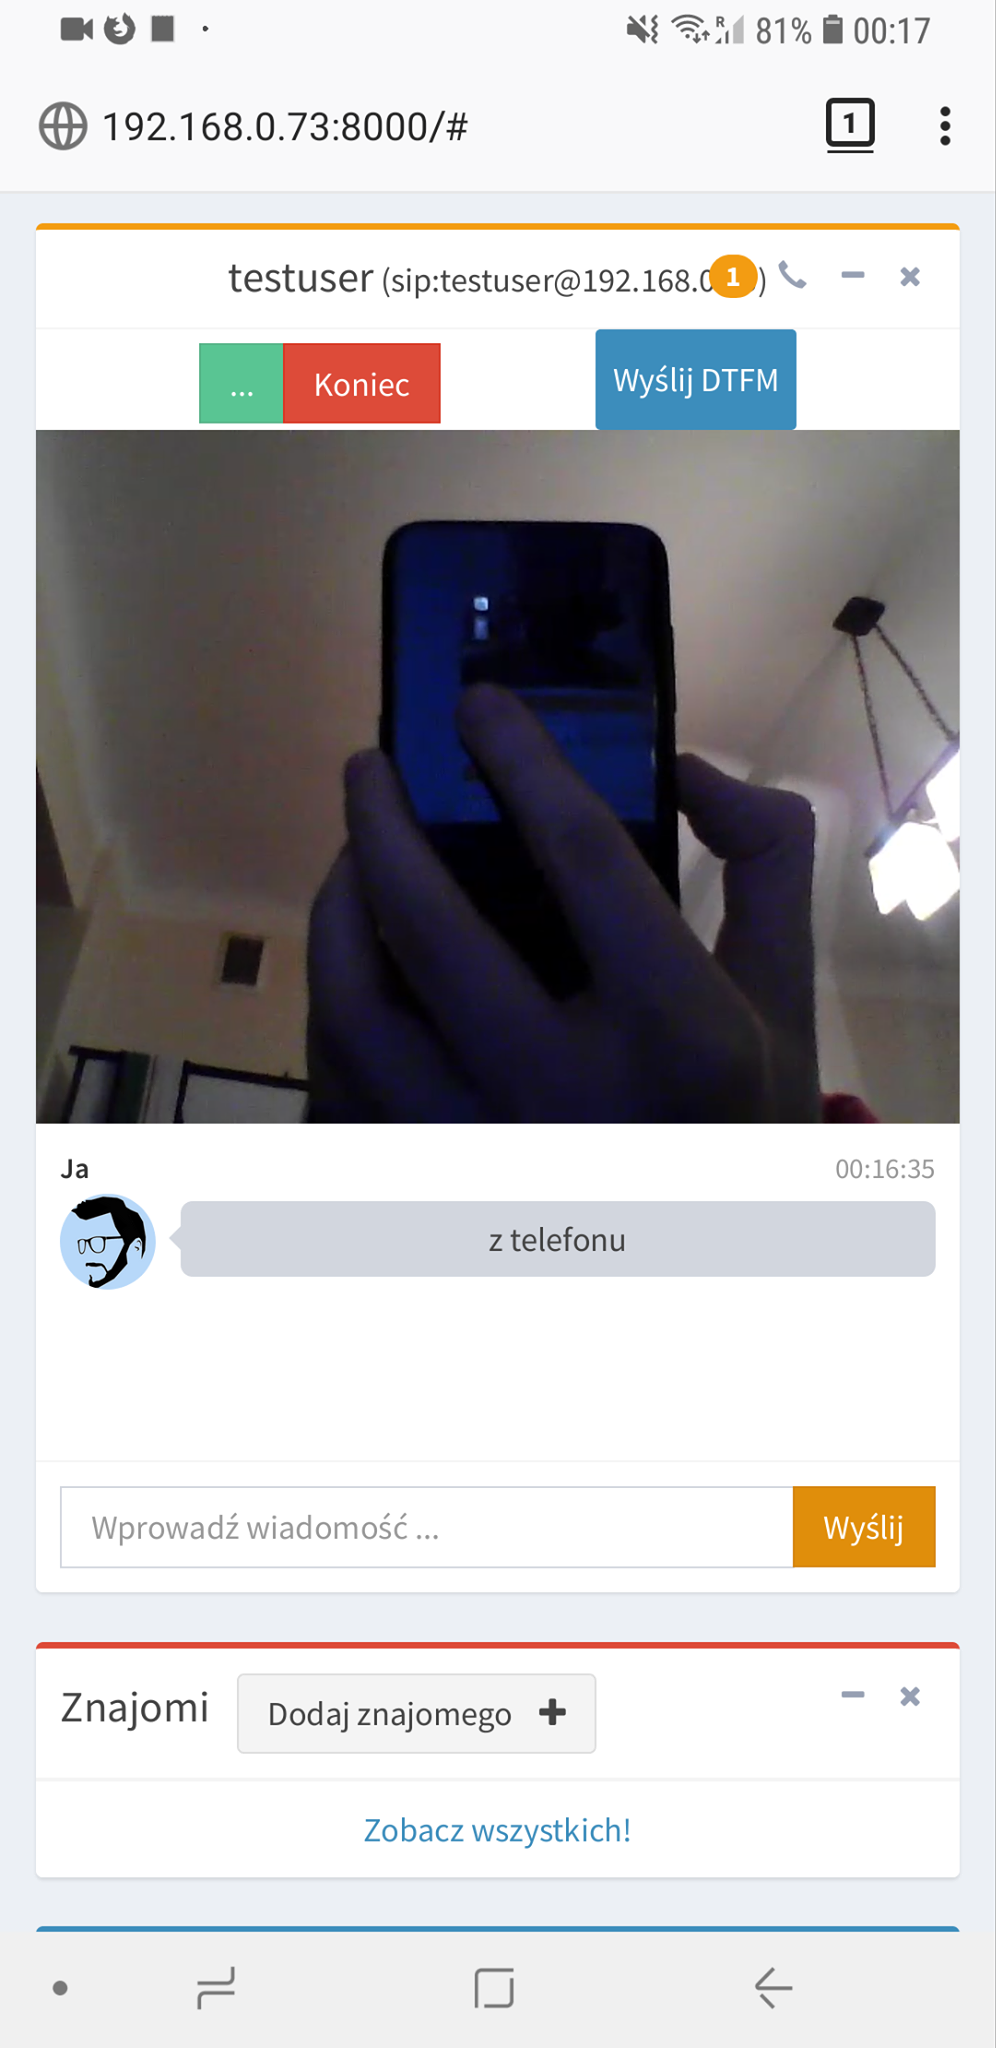 81% 00:17
192.168.0.73:8000/# 1
testuser (sip:testuser@192.168.0 1 )
... Koniec Wyślij DTFM
Ja 00:16:35
z telefonu
Wprowadź wiadomość ... Wyślij
Znajomi Dodaj znajomego
Zobacz wszystkich!